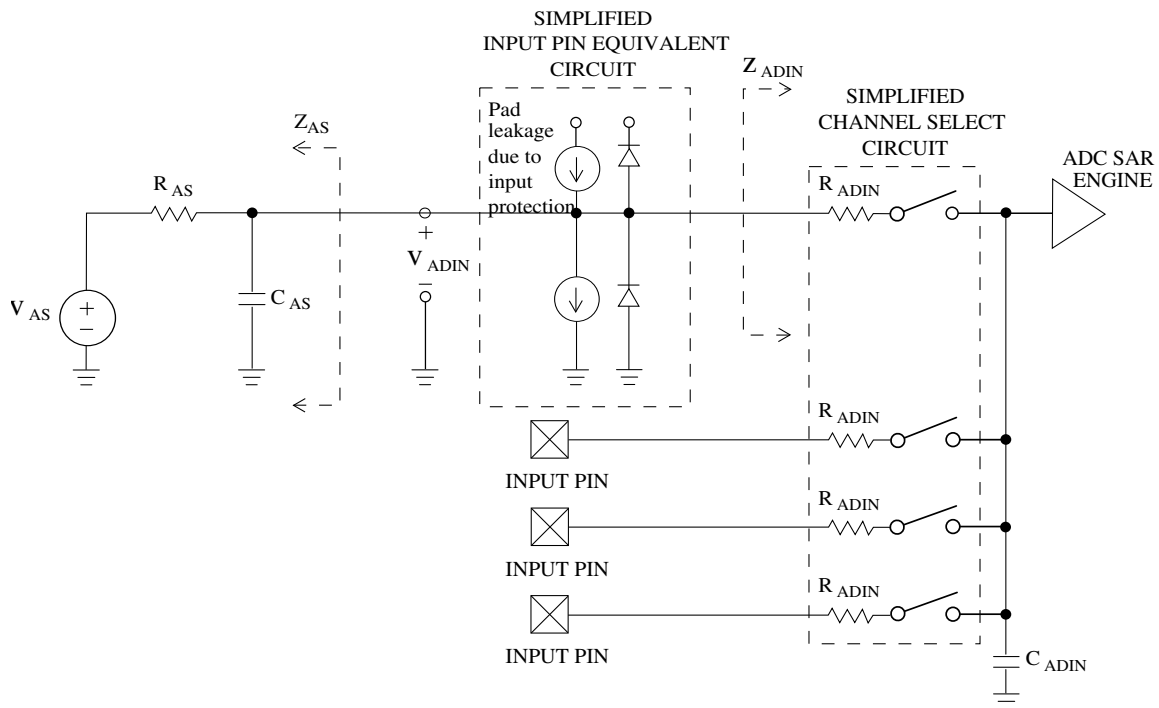 SIMPLIFIED
INPUT PIN EQUIVALENT
CIRCUIT
Z ADIN
SIMPLIFIED
CHANNEL SELECT
CIRCUIT
ADC SAR
ENGINE
Pad
leakage
due to
input
protection
Z AS
R AS
R ADIN
+
V ADIN
–
C AS
V AS
+
–
R ADIN
INPUT PIN
R ADIN
INPUT PIN
R ADIN
INPUT PIN
C ADIN